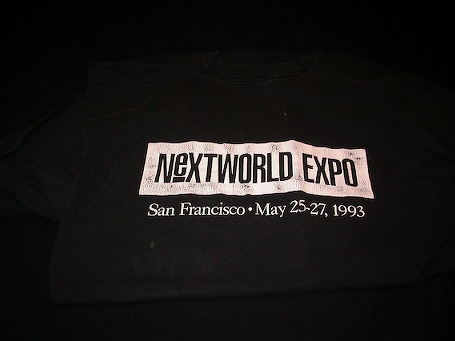 NeXTWORLD EXPO
San Francisco • May 25-27, 1993